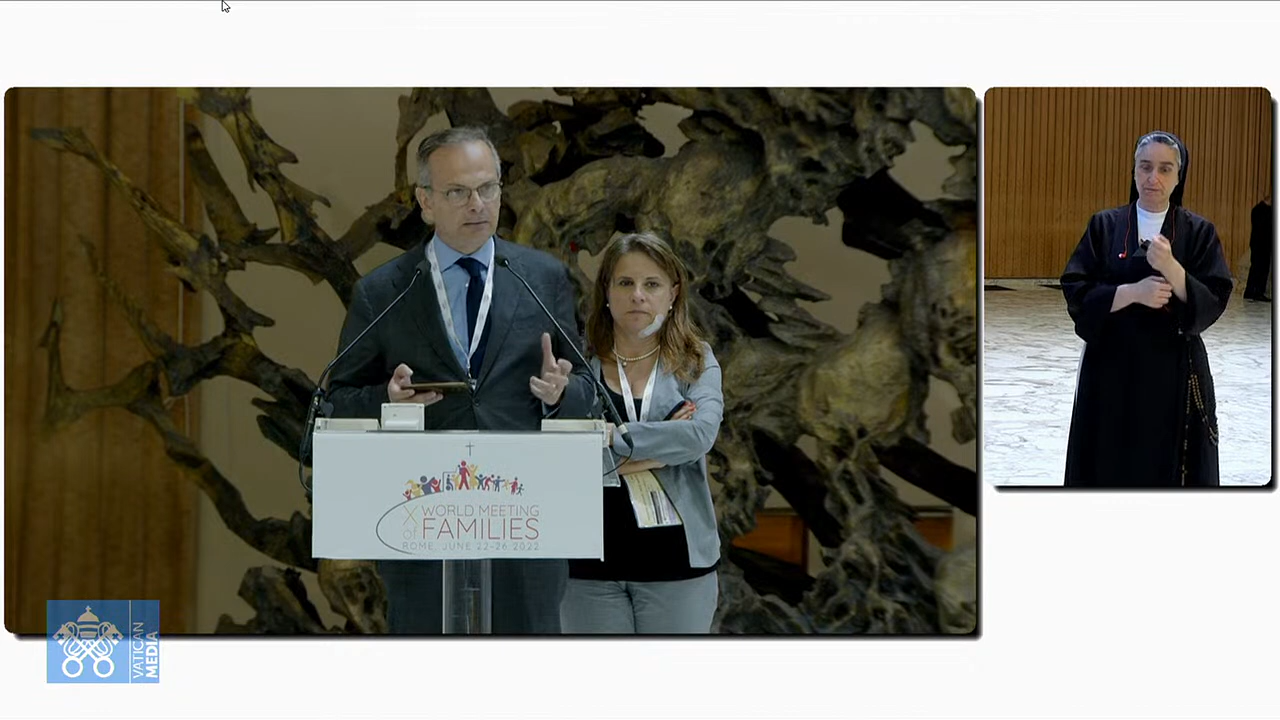 X WORLD MEETING
of FAMILIES
ROME, JUNE 22-26 2022
VATICAN
MEDIA